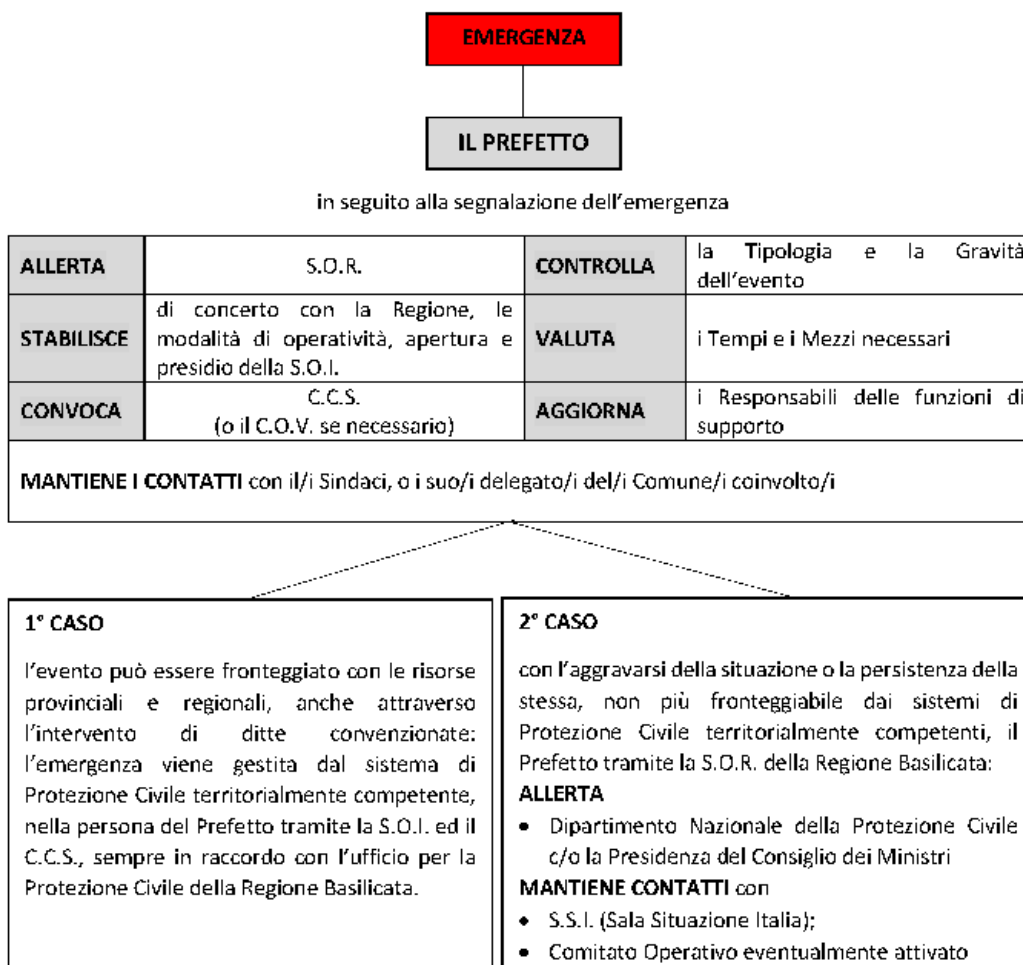 EMERGENZA
IL PREFETTO
in seguito alla segnalazione dell'emergenza
ALLERTA
S.O.R.
CONTROLLA
la Tipologia e la Gravità
dell'evento
STABILISCE
di concerto con la Regione, le
modalità di operatività, apertura e
presidio della S.O.I.
VALUTA
i Tempi e i Mezzi necessari
CONVOCA
C.C.S.
(o il C.O.V. se necessario)
AGGIORNA
i Responsabili delle funzioni di
supporto
MANTIENE I CONTATTI con il/i Sindaci, o i suo/i delegato/i del/i Comune/i coinvolto/i
1° CASO
l'evento può essere fronteggiato con le risorse
provinciali e regionali, anche attraverso
l'intervento di ditte convenzionate:
l'emergenza viene gestita dal sistema di
Protezione Civile territorialmente competente,
nella persona del Prefetto tramite la S.O.I. ed il
C.C.S., sempre in raccordo con l'ufficio per la
Protezione Civile della Regione Basilicata.
2° CASO
con l'aggravarsi della situazione o la persistenza della
stessa, non più fronteggiabile dai sistemi di
Protezione Civile territorialmente competenti, il
Prefetto tramite la S.O.R. della Regione Basilicata:
ALLERTA
• Dipartimento Nazionale della Protezione Civile
c/o la Presidenza del Consiglio dei Ministri
MANTIENE CONTATTI con
• S.S.I. (Sala Situazione Italia);
• Comitato Operativo eventualmente attivato